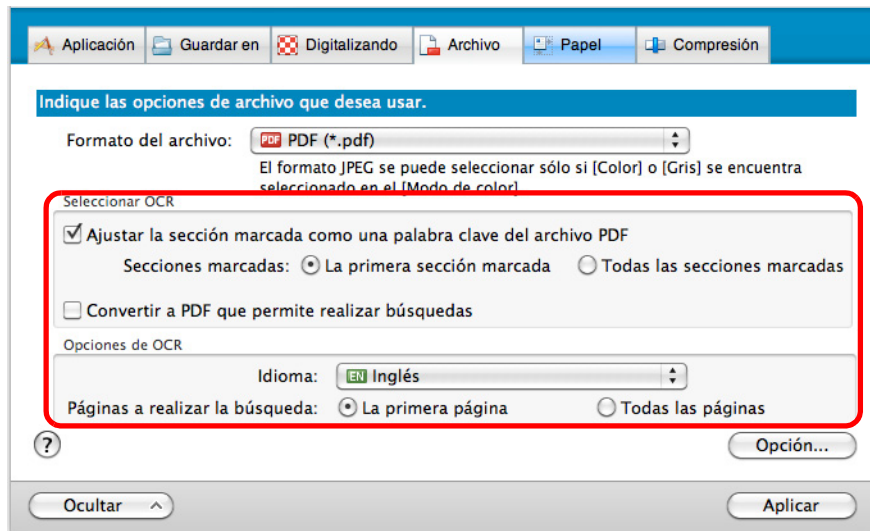 Aplicación Guardar en Digitalizando Archivo Papel Compresión
Indique las opciones de archivo que desea usar.
Formato del archivo: PDF PDF (*.pdf)
El formato JPEG se puede seleccionar sólo si [Color] o [Gris] se encuentra
seleccionado en el [Modo de color]
Seleccionar OCR
Ajustar la sección marcada como una palabra clave del archivo PDF
Secciones marcadas: La primera sección marcada Todas las secciones marcadas
Convertir a PDF que permite realizar búsquedas
Opciones de OCR
Idioma: EN Inglés
Páginas a realizar la búsqueda: La primera página Todas las páginas
? Opción...
Ocultar Aplicar